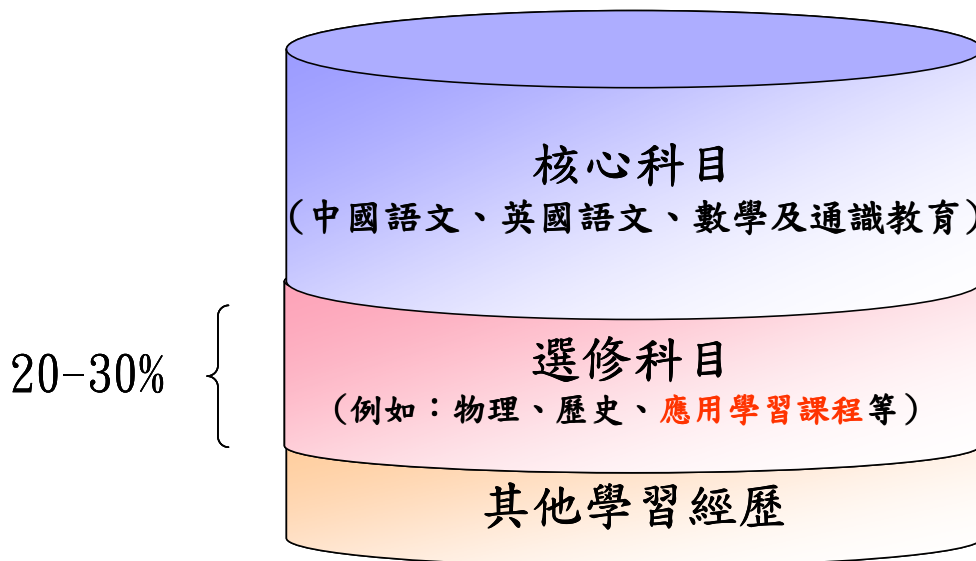 核心科目
(中國語文、英國語文、數學及通識教育)
20-30%
選修科目
(例如：物理、歷史、應用學習課程等)
其他學習經歷